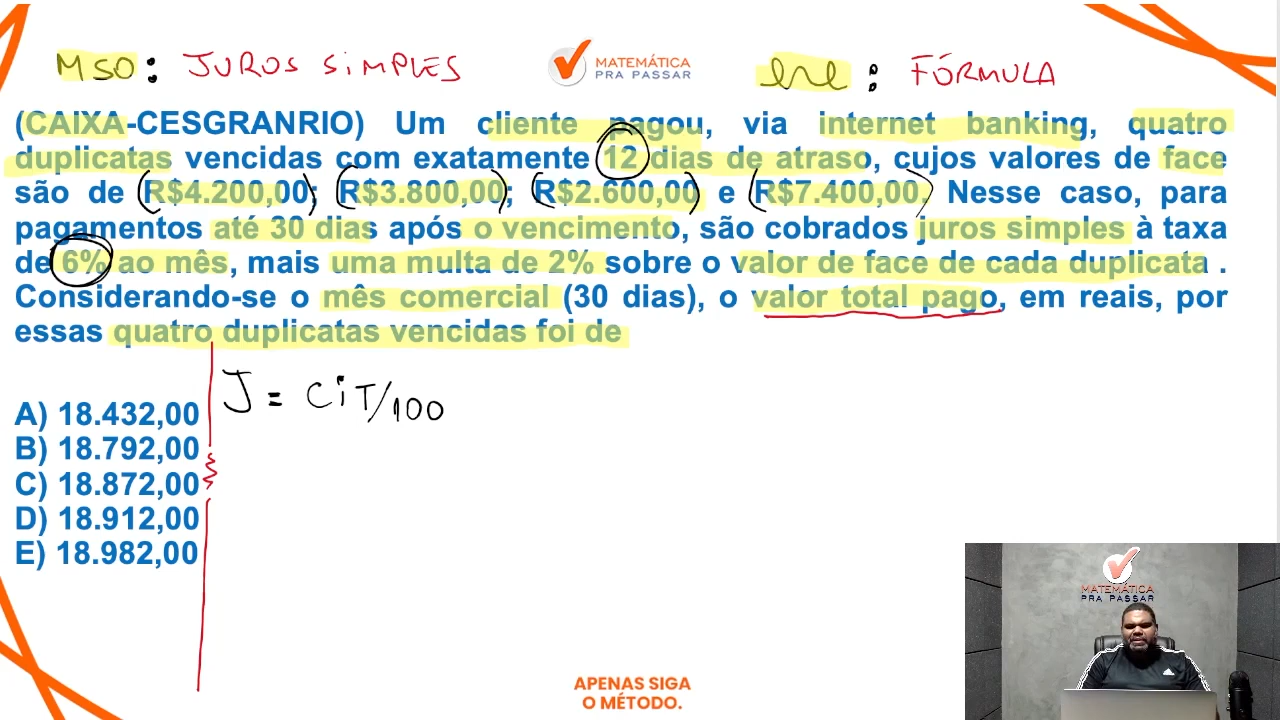 MSO: JUROS SIMPLES
MATEMÁTICA
PRA PASSAR
: FÓRMULA
(CAIXA-CESGRANRIO) Um cliente pagou, via internet banking, quatro
duplicatas vencidas com exatamente 12 dias de atraso, cujos valores de face
são de R$4.200,00; R$3.800,00; R$2.600,00 e R$7.400,00. Nesse caso, para
pagamentos até 30 dias após o vencimento, são cobrados juros simples à taxa
de 6% ao mês, mais uma multa de 2% sobre o valor de face de cada duplicata .
Considerando-se o mês comercial (30 dias), o valor total pago, em reais, por
essas quatro duplicatas vencidas foi de
J = CiT/100
A) 18.432,00
B) 18.792,00
C) 18.872,00
D) 18.912,00
E) 18.982,00
MATEMÁTICA
PRA PASSAR
APENAS SIGA
O MÉTODO.